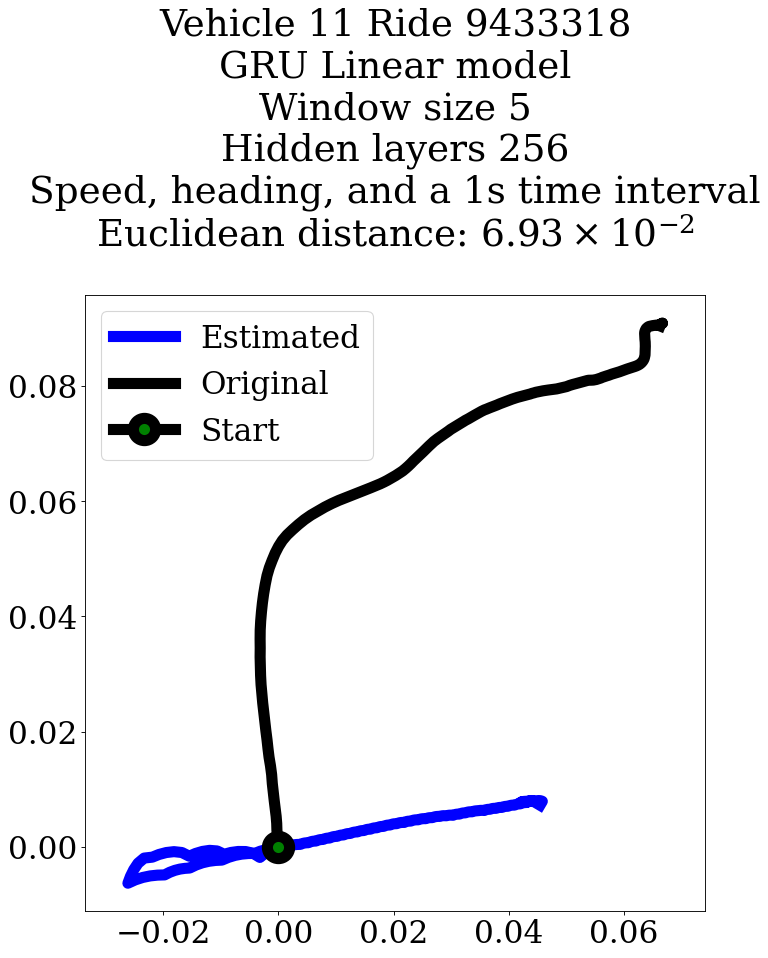 Vehicle 11 Ride 9433318
GRU Linear model
Window size 5
Hidden layers 256
Speed, heading, and a 1s time interval
Euclidean distance: 6.93 × 10⁻²
Estimated
Original
Start
0.08
0.06
0.04
0.02
0.00
−0.02 0.00 0.02 0.04 0.06